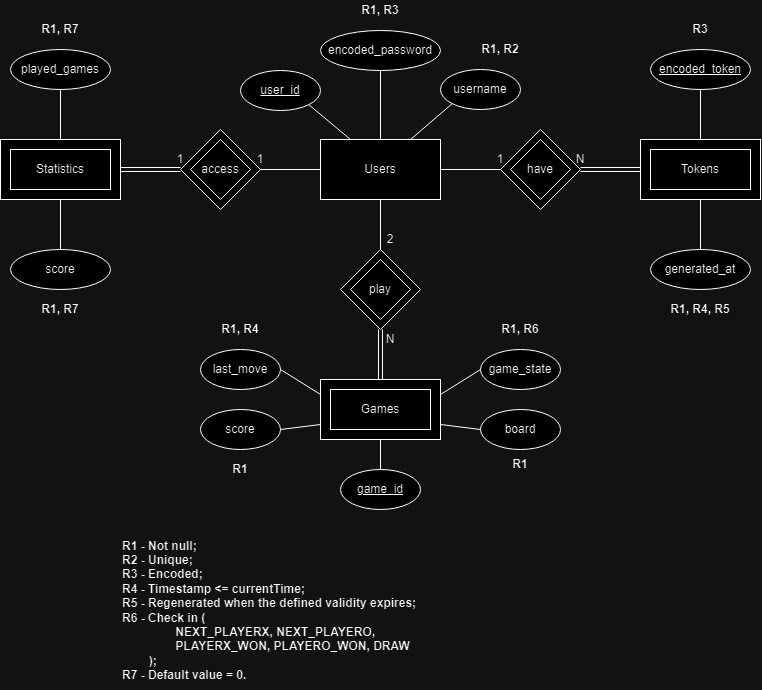 R1, R3
R1, R7
R1, R2
R3
played_games
encoded_password
user_id
username
encoded_token
Statistics
1
access
1
Users
1
have
N
Tokens
score
2
generated_at
R1, R7
play
R1, R4, R5
R1, R4
N
R1, R6
last_move
game_state
Games
score
board
R1
R1
game_id
R1 - Not null;
R2 - Unique;
R3 - Encoded;
R4 - Timestamp <= currentTime;
R5 - Regenerated when the defined validity expires;
R6 - Check in (
NEXT_PLAYERX, NEXT_PLAYERO,
PLAYERX_WON, PLAYERO_WON, DRAW
);
R7 - Default value = 0.